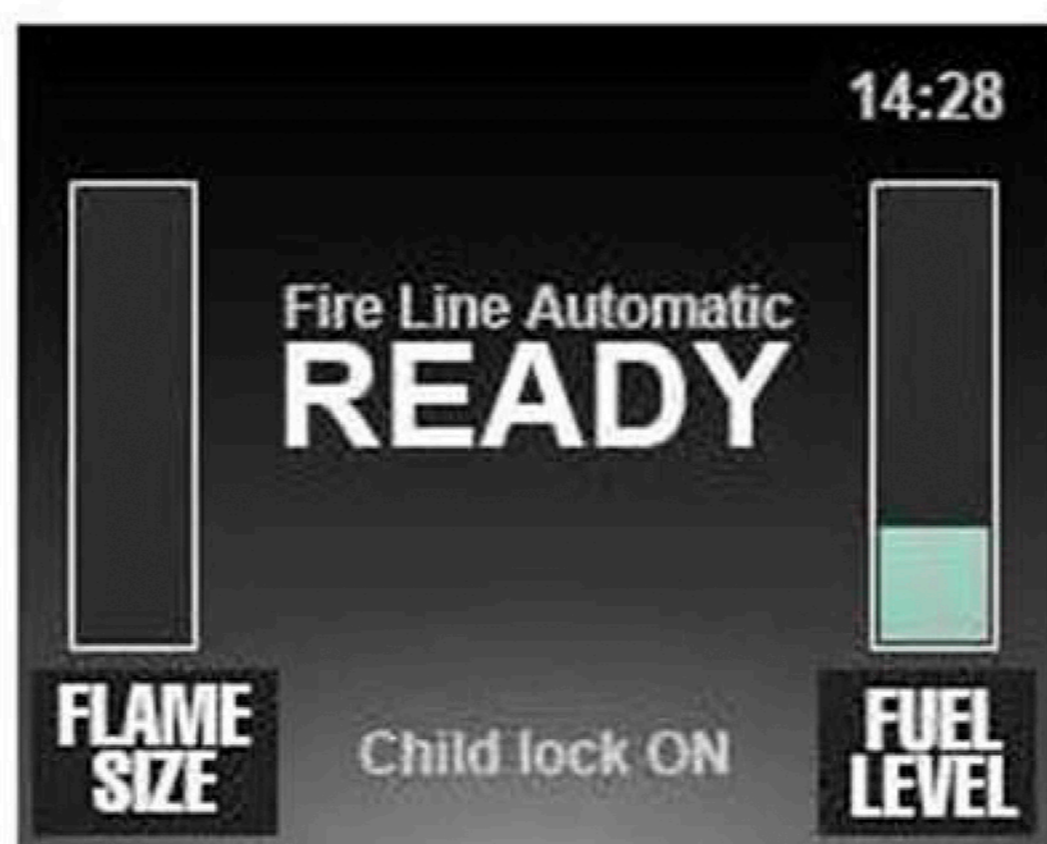 14:28
Fire Line Automatic
READY
FLAME
SIZE
Child lock ON
FUEL
LEVEL